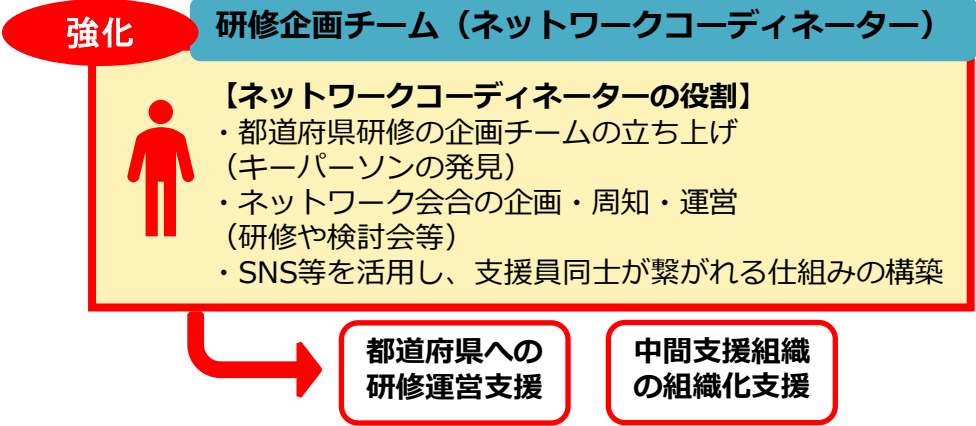 強化
研修企画チーム（ネットワークコーディネーター）
【ネットワークコーディネーターの役割】
・都道府県研修の企画チームの立ち上げ
（キーパーソンの発見）
・ネットワーク会合の企画・周知・運営
（研修や検討会等）
・SNS等を活用し、支援員同士が繋がれる仕組みの構築
都道府県への
研修運営支援
中間支援組織
の組織化支援